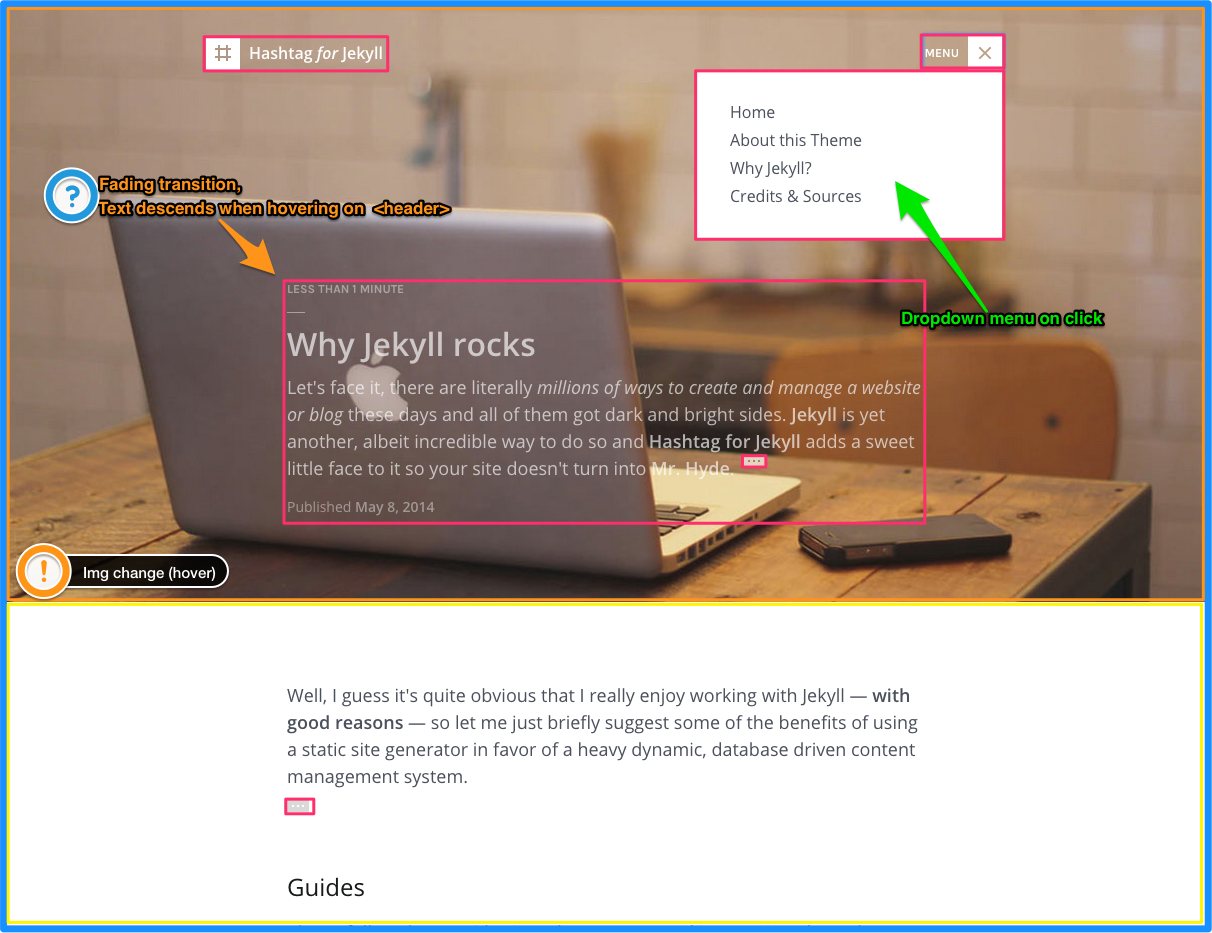 Hashtag for Jekyll
MENU
Home
About this Theme
Why Jekyll?
Credits & Sources
?
Fading transition,
Text descends when hovering on <header>
LESS THAN 1 MINUTE
Dropdown menu on click
Why Jekyll rocks
Let's face it, there are literally millions of ways to create and manage a website
or blog these days and all of them got dark and bright sides. Jekyll is yet
another, albeit incredible way to do so and Hashtag for Jekyll adds a sweet
little face to it so your site doesn't turn into Mr. Hyde. ...
Published May 8, 2014
! Img change (hover)
Well, I guess it's quite obvious that I really enjoy working with Jekyll — with
good reasons — so let me just briefly suggest some of the benefits of using
a static site generator in favor of a heavy dynamic, database driven content
management system.
...
Guides